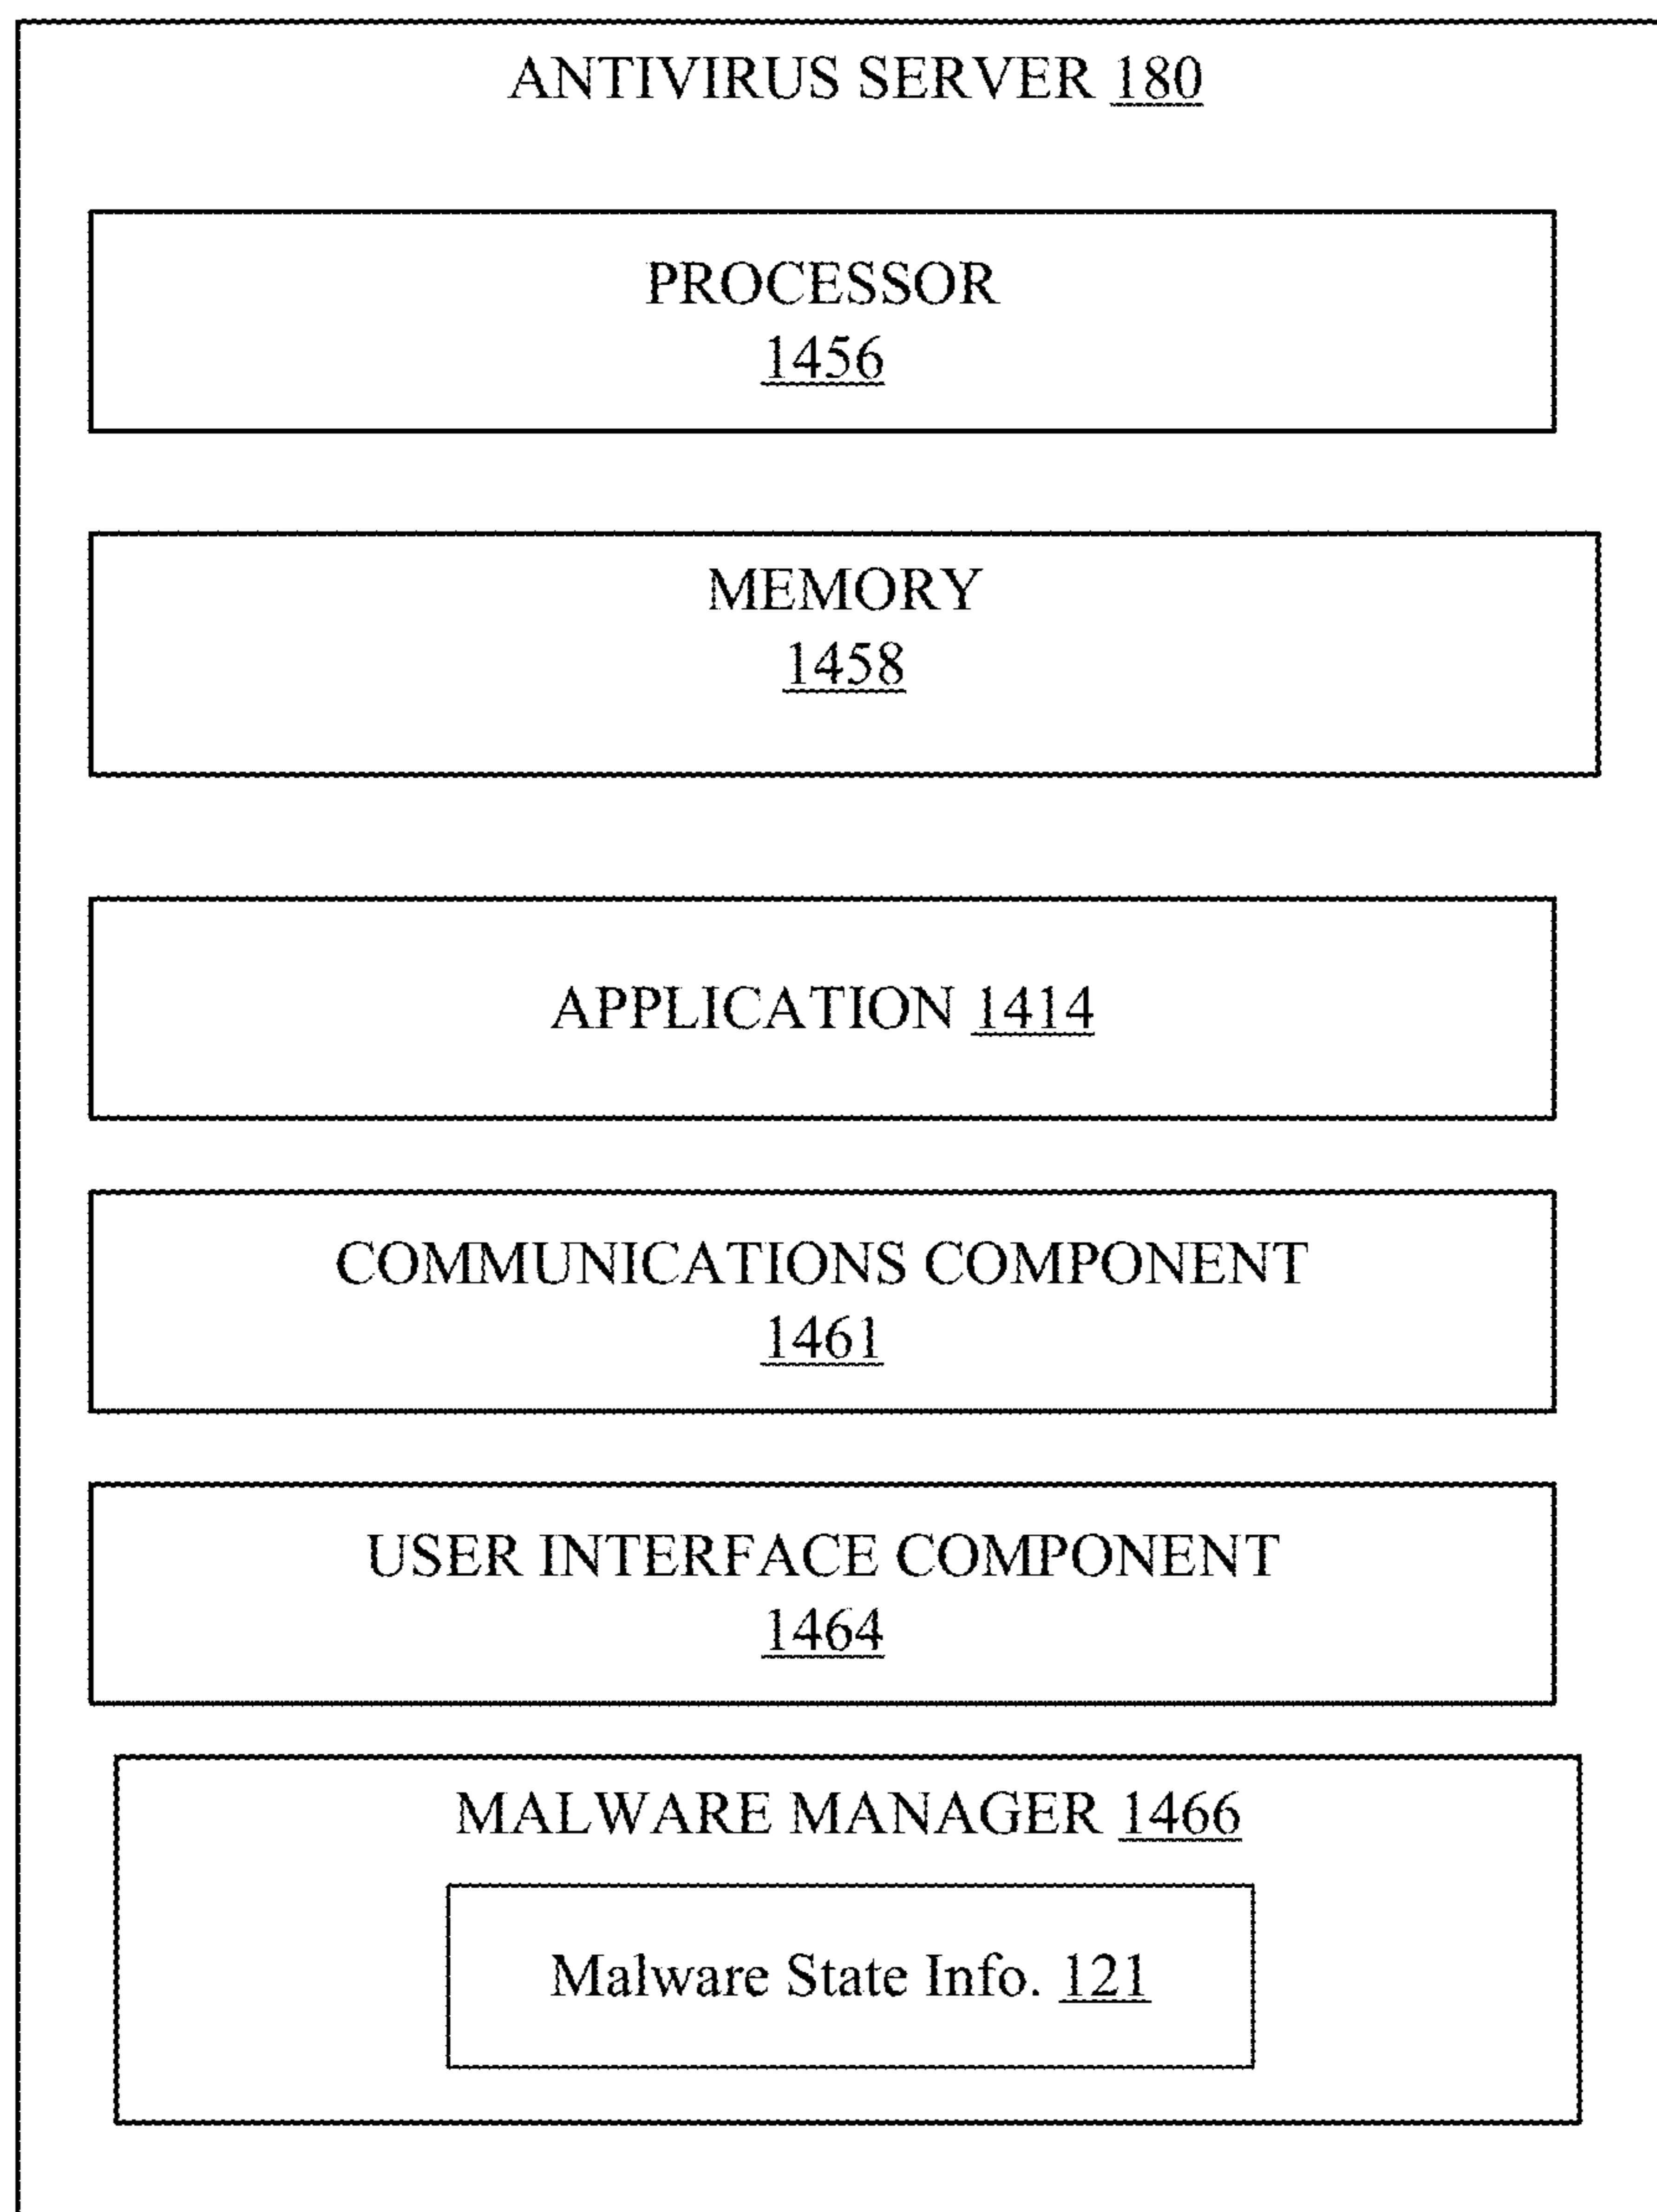 ANTIVIRUS SERVER 180
PROCESSOR
1456
MEMORY
1458
APPLICATION 1414
COMMUNICATIONS COMPONENT
1461
USER INTERFACE COMPONENT
1464
MALWARE MANAGER 1466
Malware State Info. 121